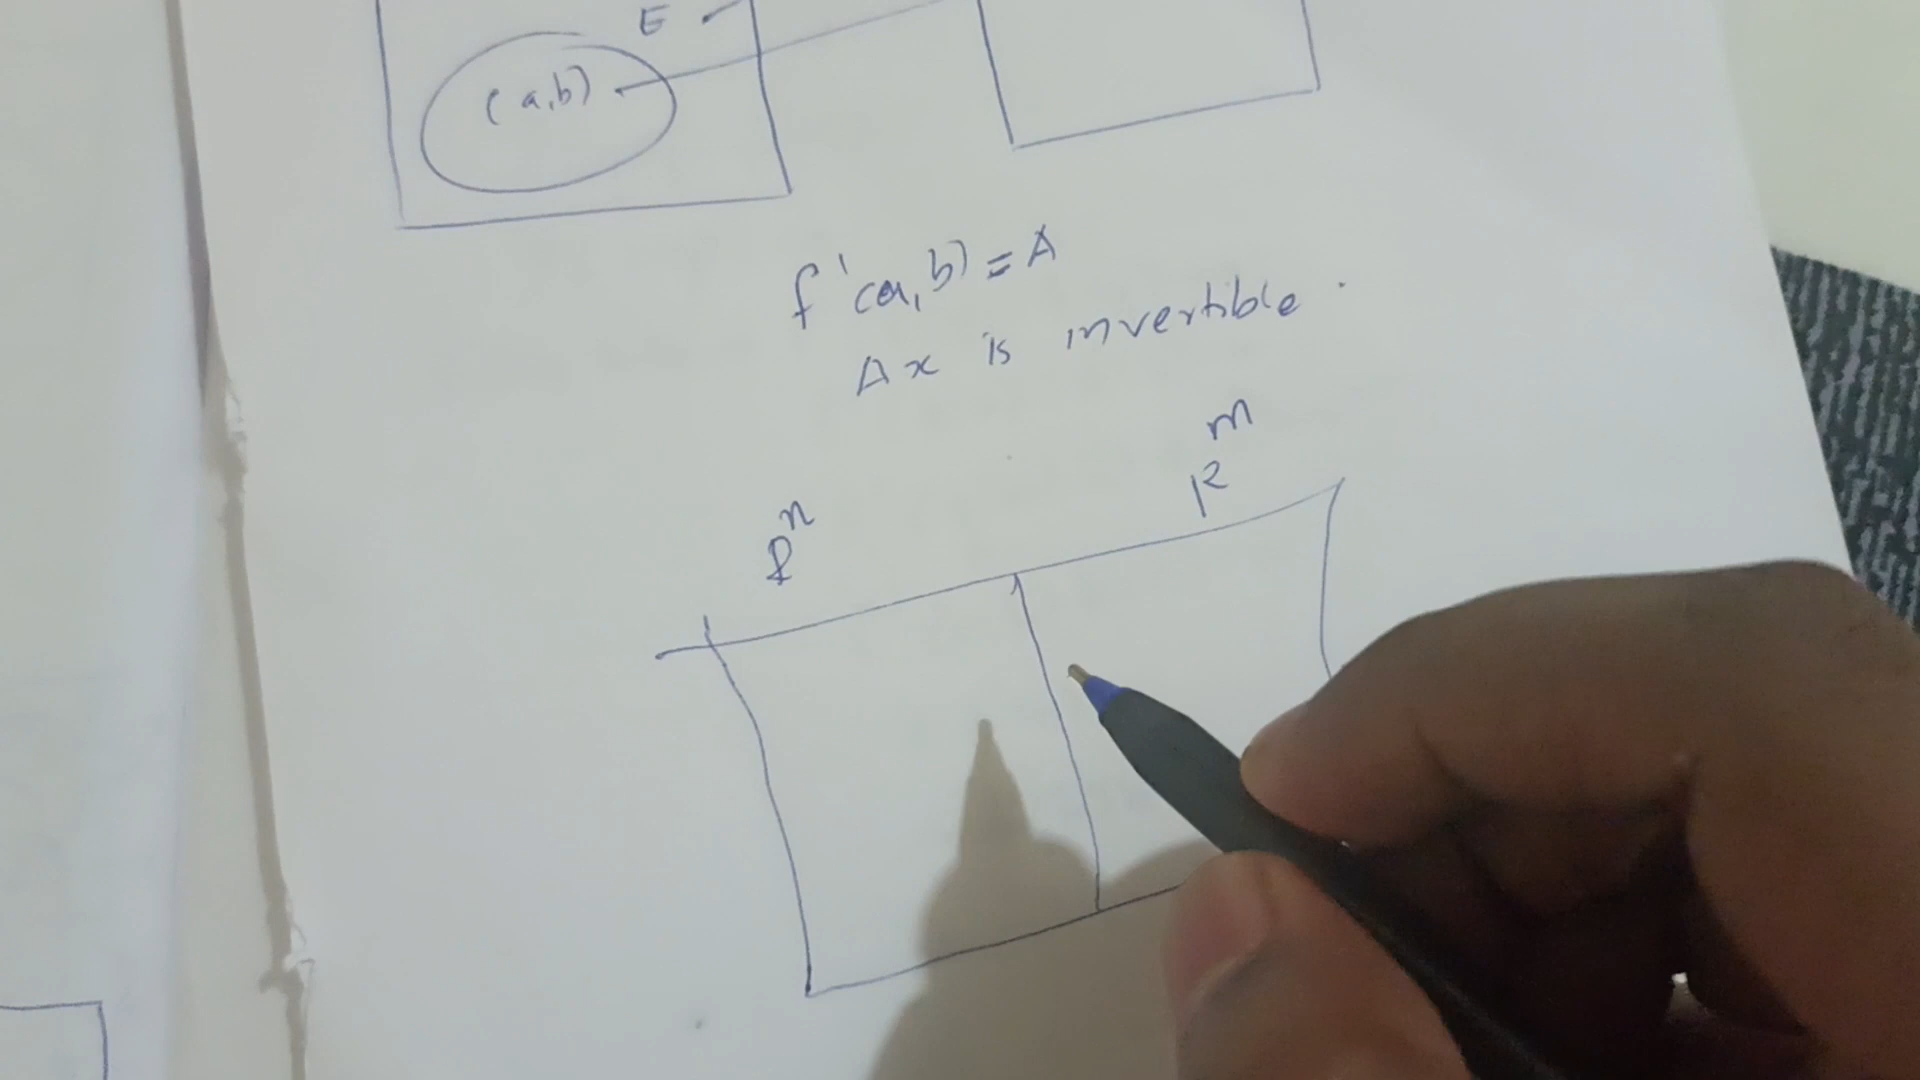 E
(a,b)
f'(a,b) = A
Ax is invertible.
R^n R^m